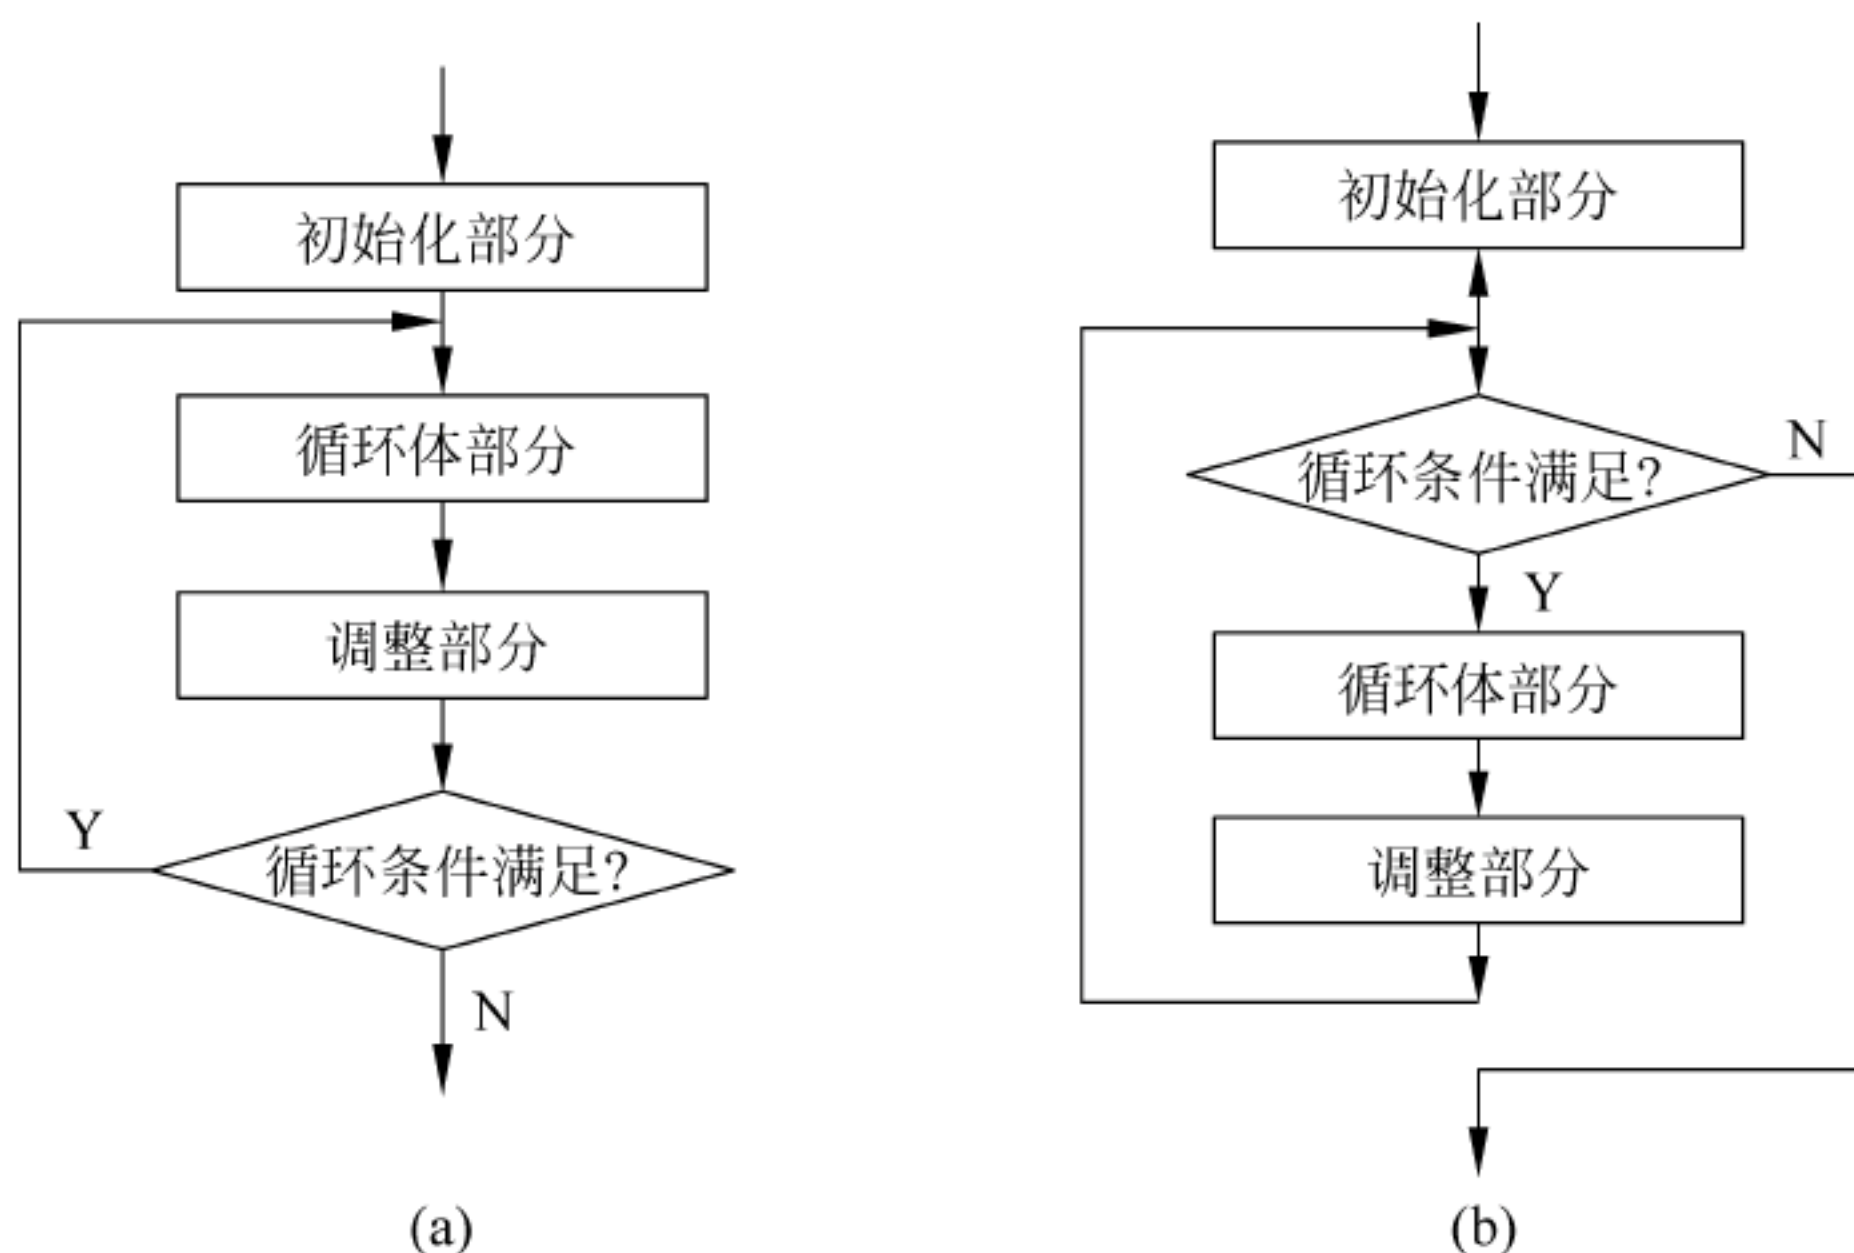 初始化部分
循环体部分
调整部分
循环条件满足?
Y
N
(a)
初始化部分
循环条件满足?
N
Y
循环体部分
调整部分
(b)